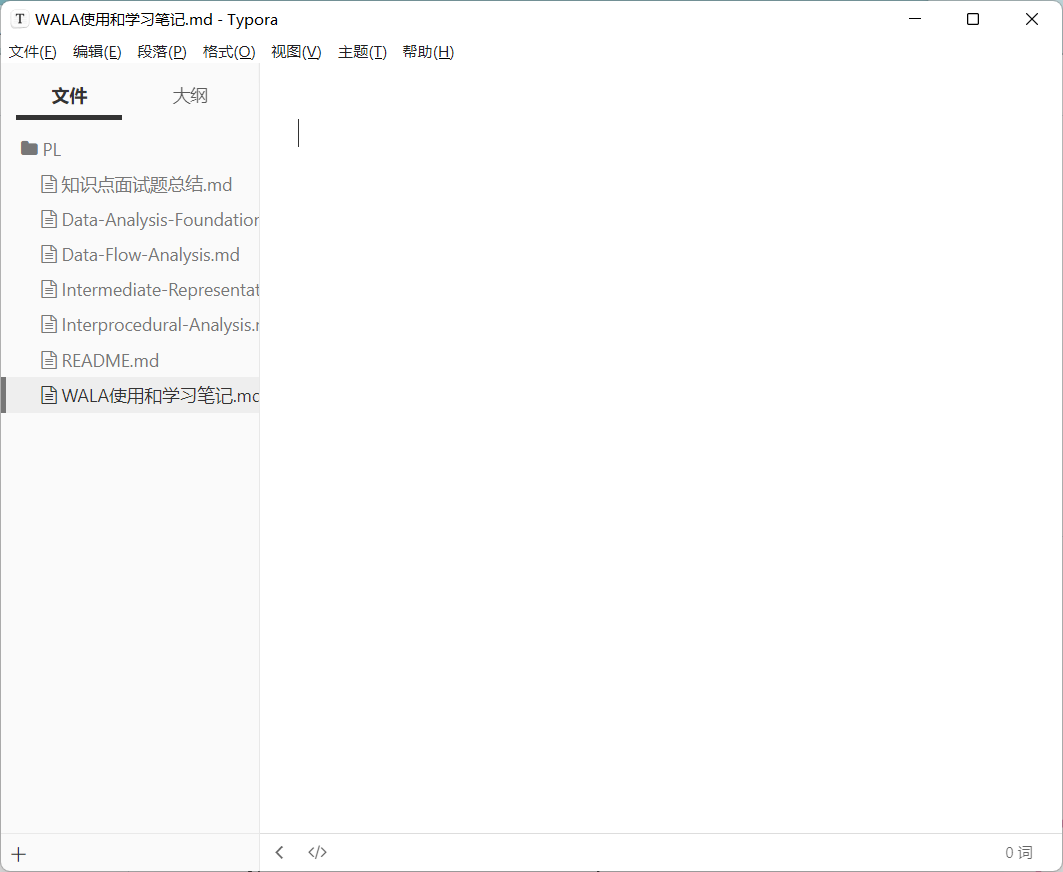 T WALA使用和学习笔记.md - Typora
文件(F) 编辑(E) 段落(P) 格式(O) 视图(V) 主题(T) 帮助(H)
文件 大纲
PL
知识点面试题总结.md
Data-Analysis-Foundation
Data-Flow-Analysis.md
Intermediate-Representat
Interprocedural-Analysis.r
README.md
WALA使用和学习笔记.md
</> 0 词